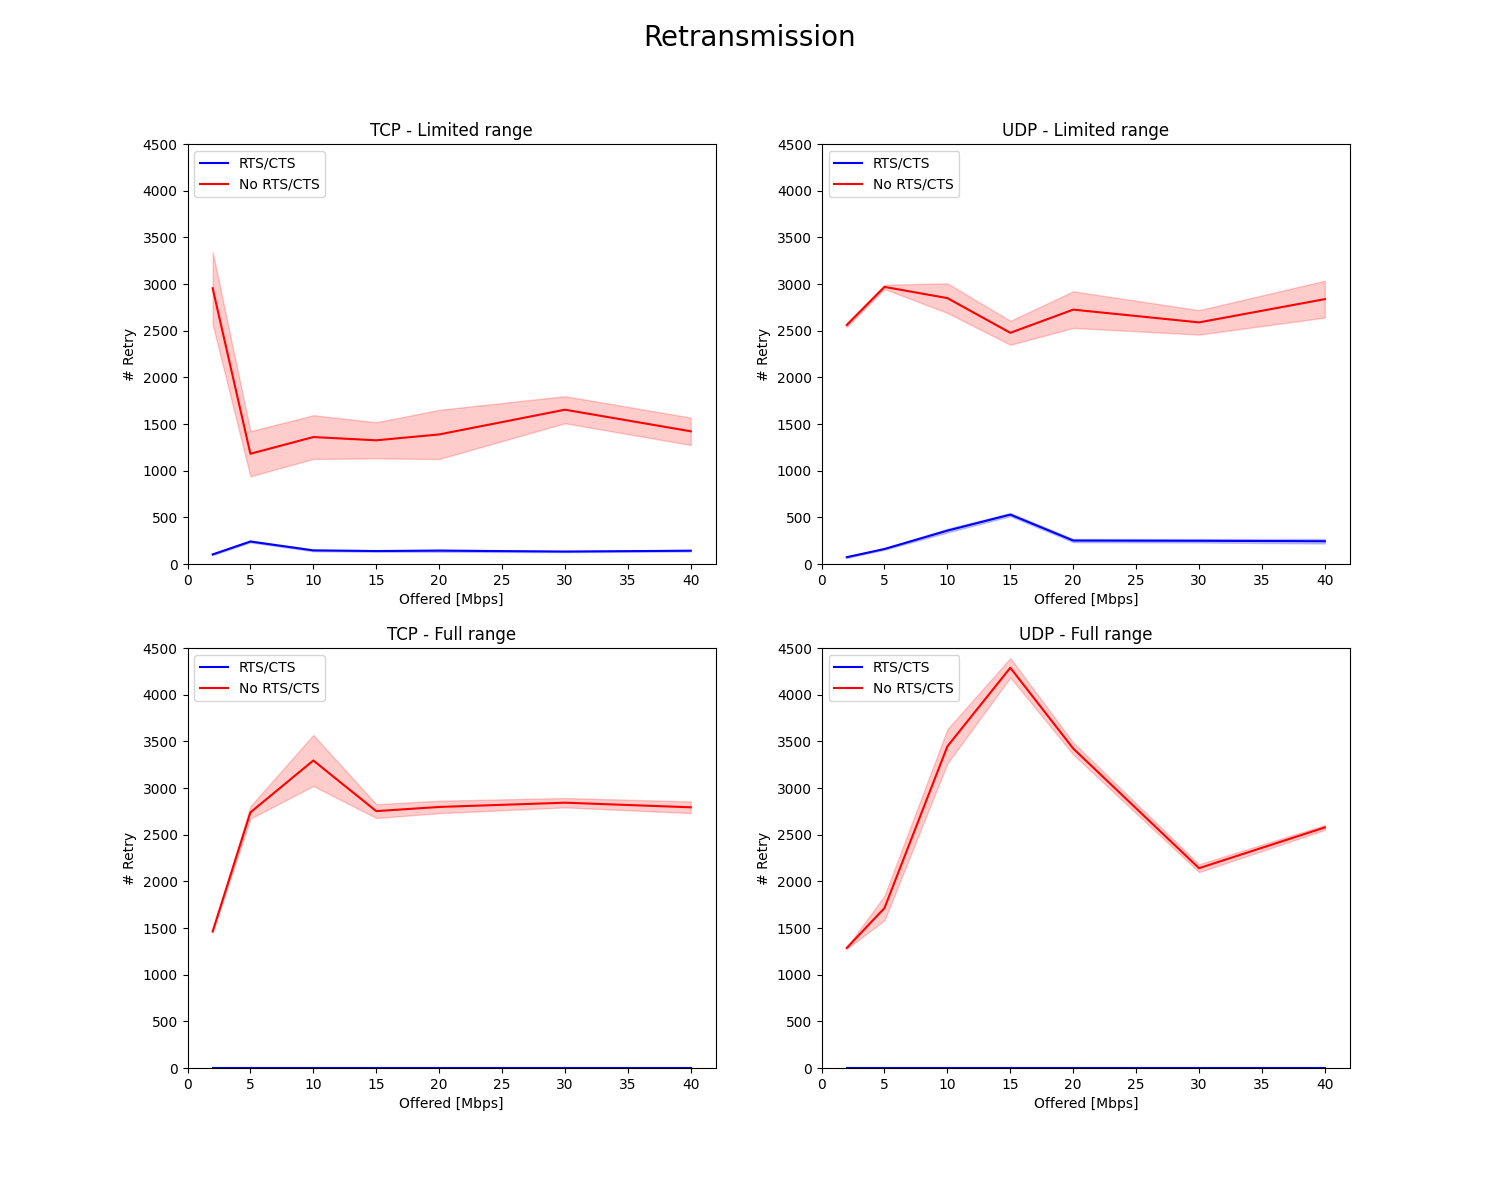 Retransmission
TCP - Limited range
4500
4000
3500
3000
2500
2000
1500
1000
500
0
# Retry
RTS/CTS
No RTS/CTS
0 5 10 15 20 25 30 35 40
Offered [Mbps]
UDP - Limited range
4500
4000
3500
3000
2500
2000
1500
1000
500
0
# Retry
RTS/CTS
No RTS/CTS
0 5 10 15 20 25 30 35 40
Offered [Mbps]
TCP - Full range
4500
4000
3500
3000
2500
2000
1500
1000
500
0
# Retry
RTS/CTS
No RTS/CTS
0 5 10 15 20 25 30 35 40
Offered [Mbps]
UDP - Full range
4500
4000
3500
3000
2500
2000
1500
1000
500
0
# Retry
RTS/CTS
No RTS/CTS
0 5 10 15 20 25 30 35 40
Offered [Mbps]